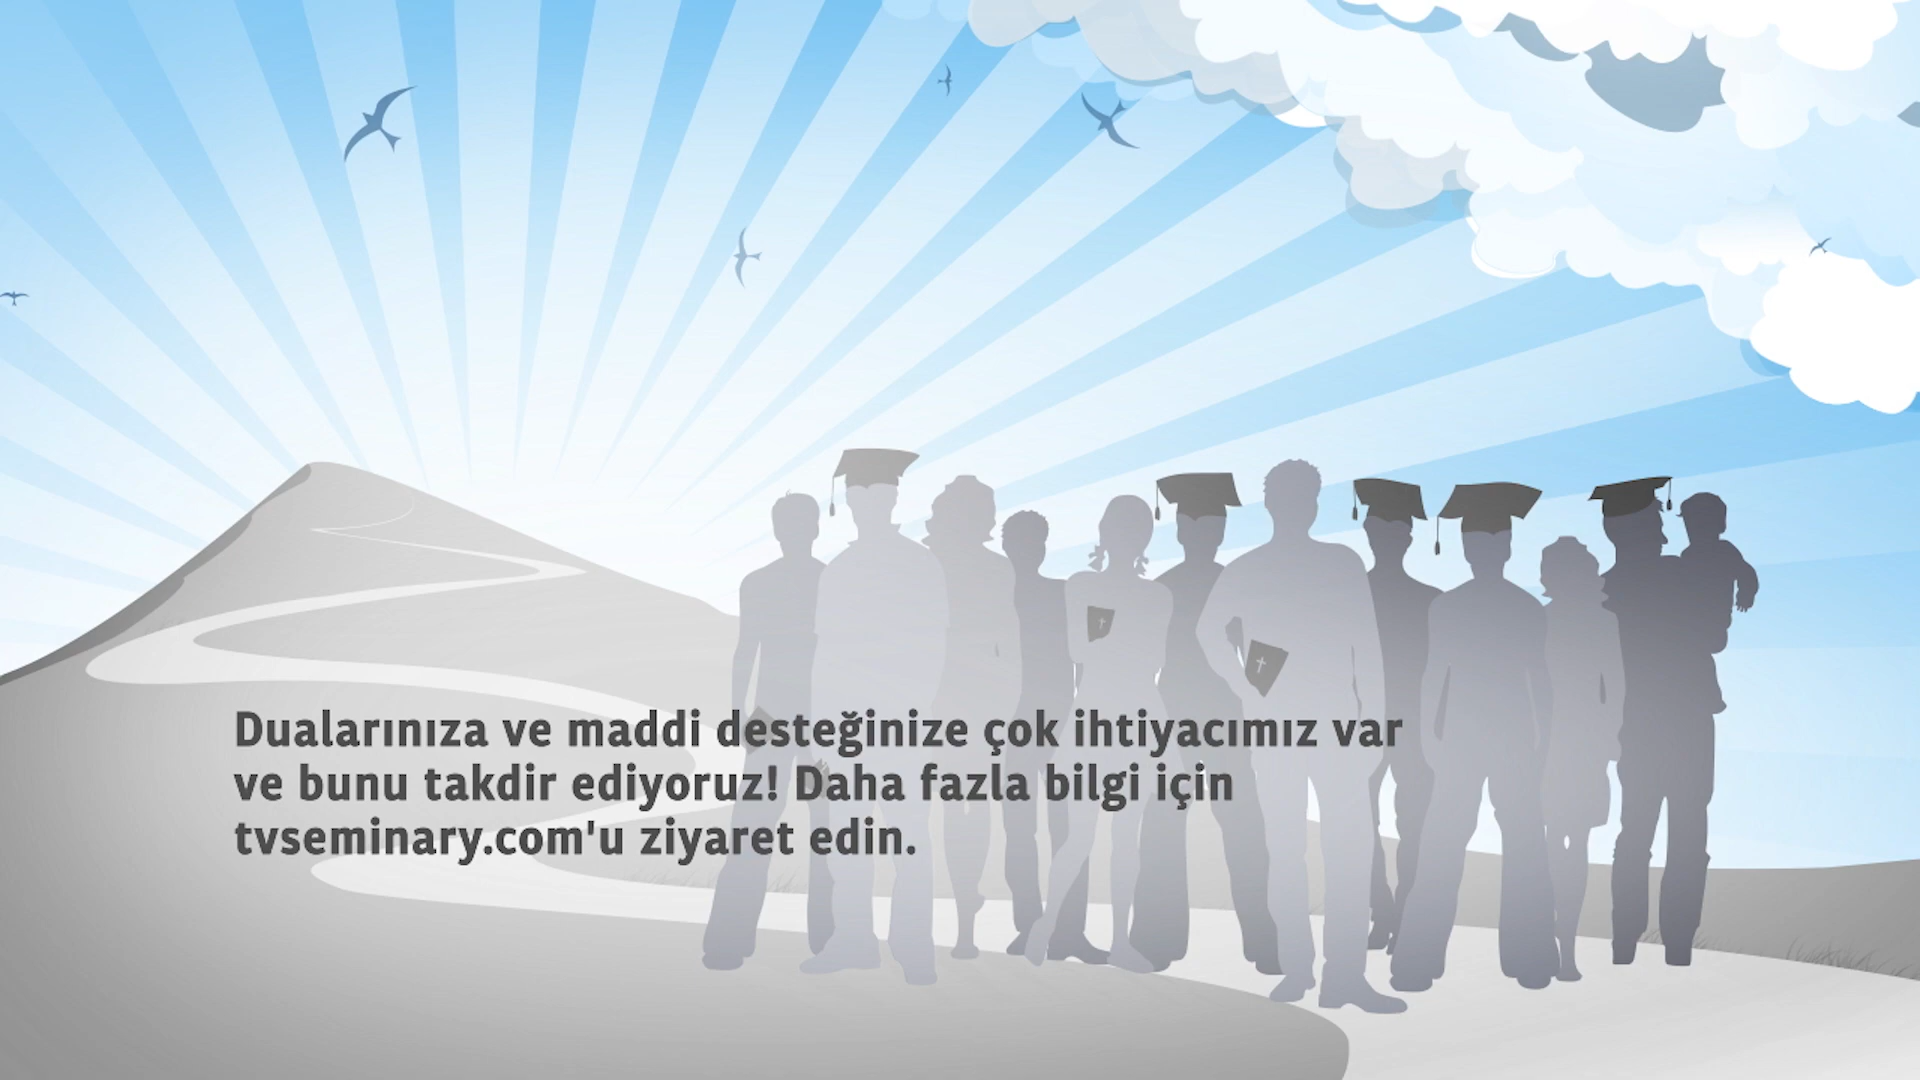 Dualarınıza ve maddi desteğinize çok ihtiyacımız var
ve bunu takdir ediyoruz! Daha fazla bilgi için
tvseminary.com'u ziyaret edin.